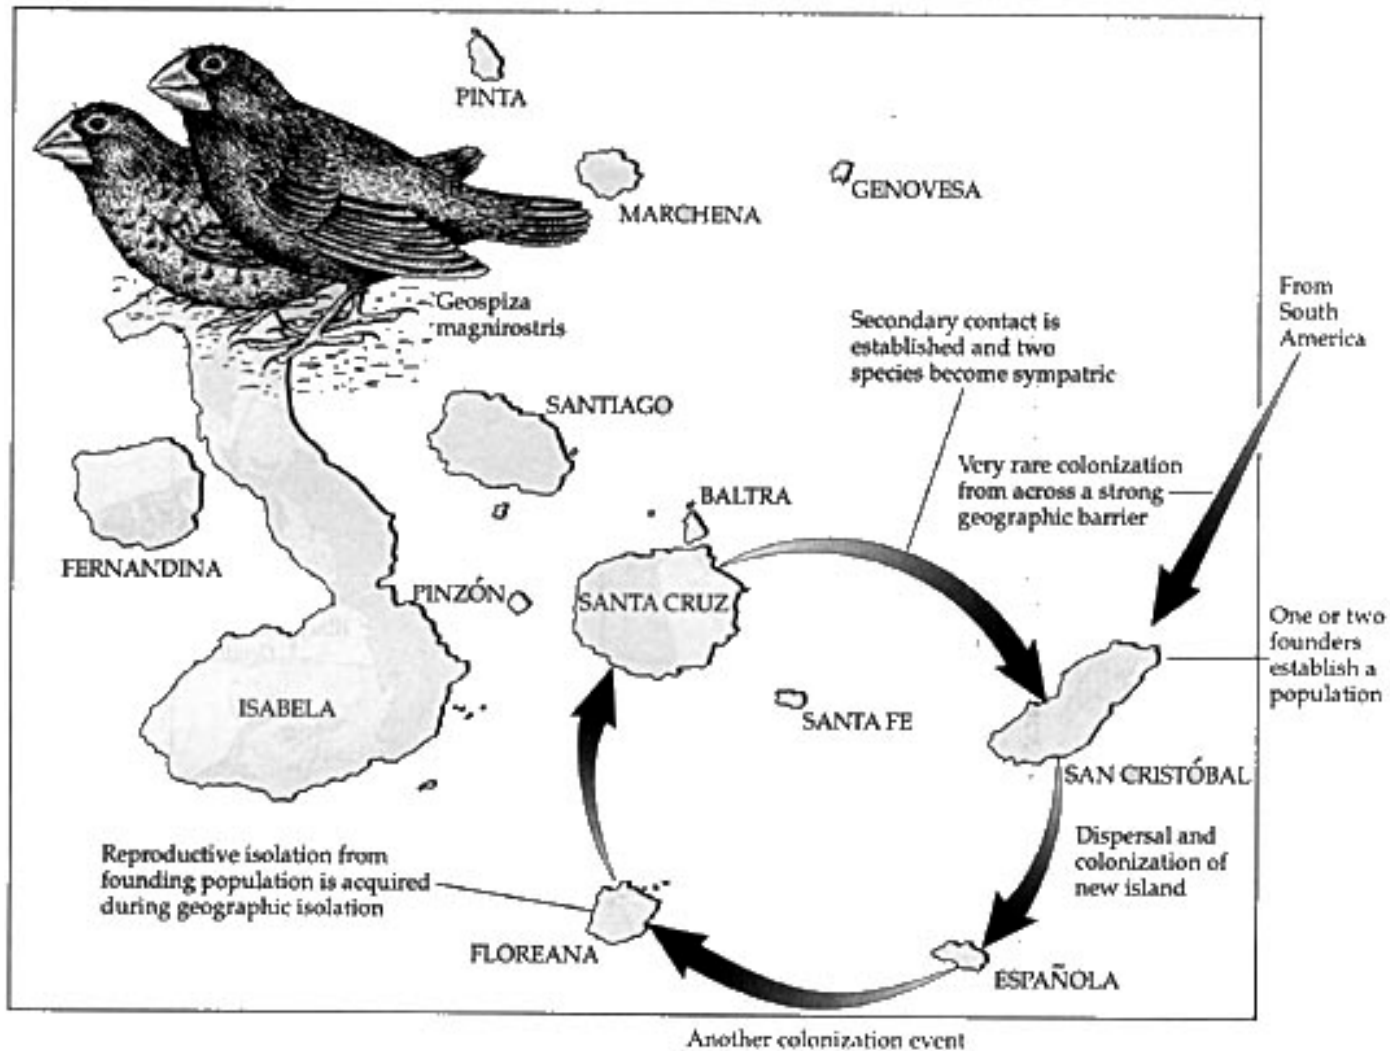 PINTA
MARCHENA
GENOVESA
Geospiza
magnirostris
From
South
America
Secondary contact is
established and two
species become sympatric
SANTIAGO
Very rare colonization
from across a strong
geographic barrier
BALTRA
FERNANDINA
PINZÓN
SANTA CRUZ
One or two
founders
establish a
population
ISABELA
SANTA FE
SAN CRISTÓBAL
Dispersal and
colonization of
new island
Reproductive isolation from
founding population is acquired
during geographic isolation
FLOREANA
ESPAÑOLA
Another colonization event